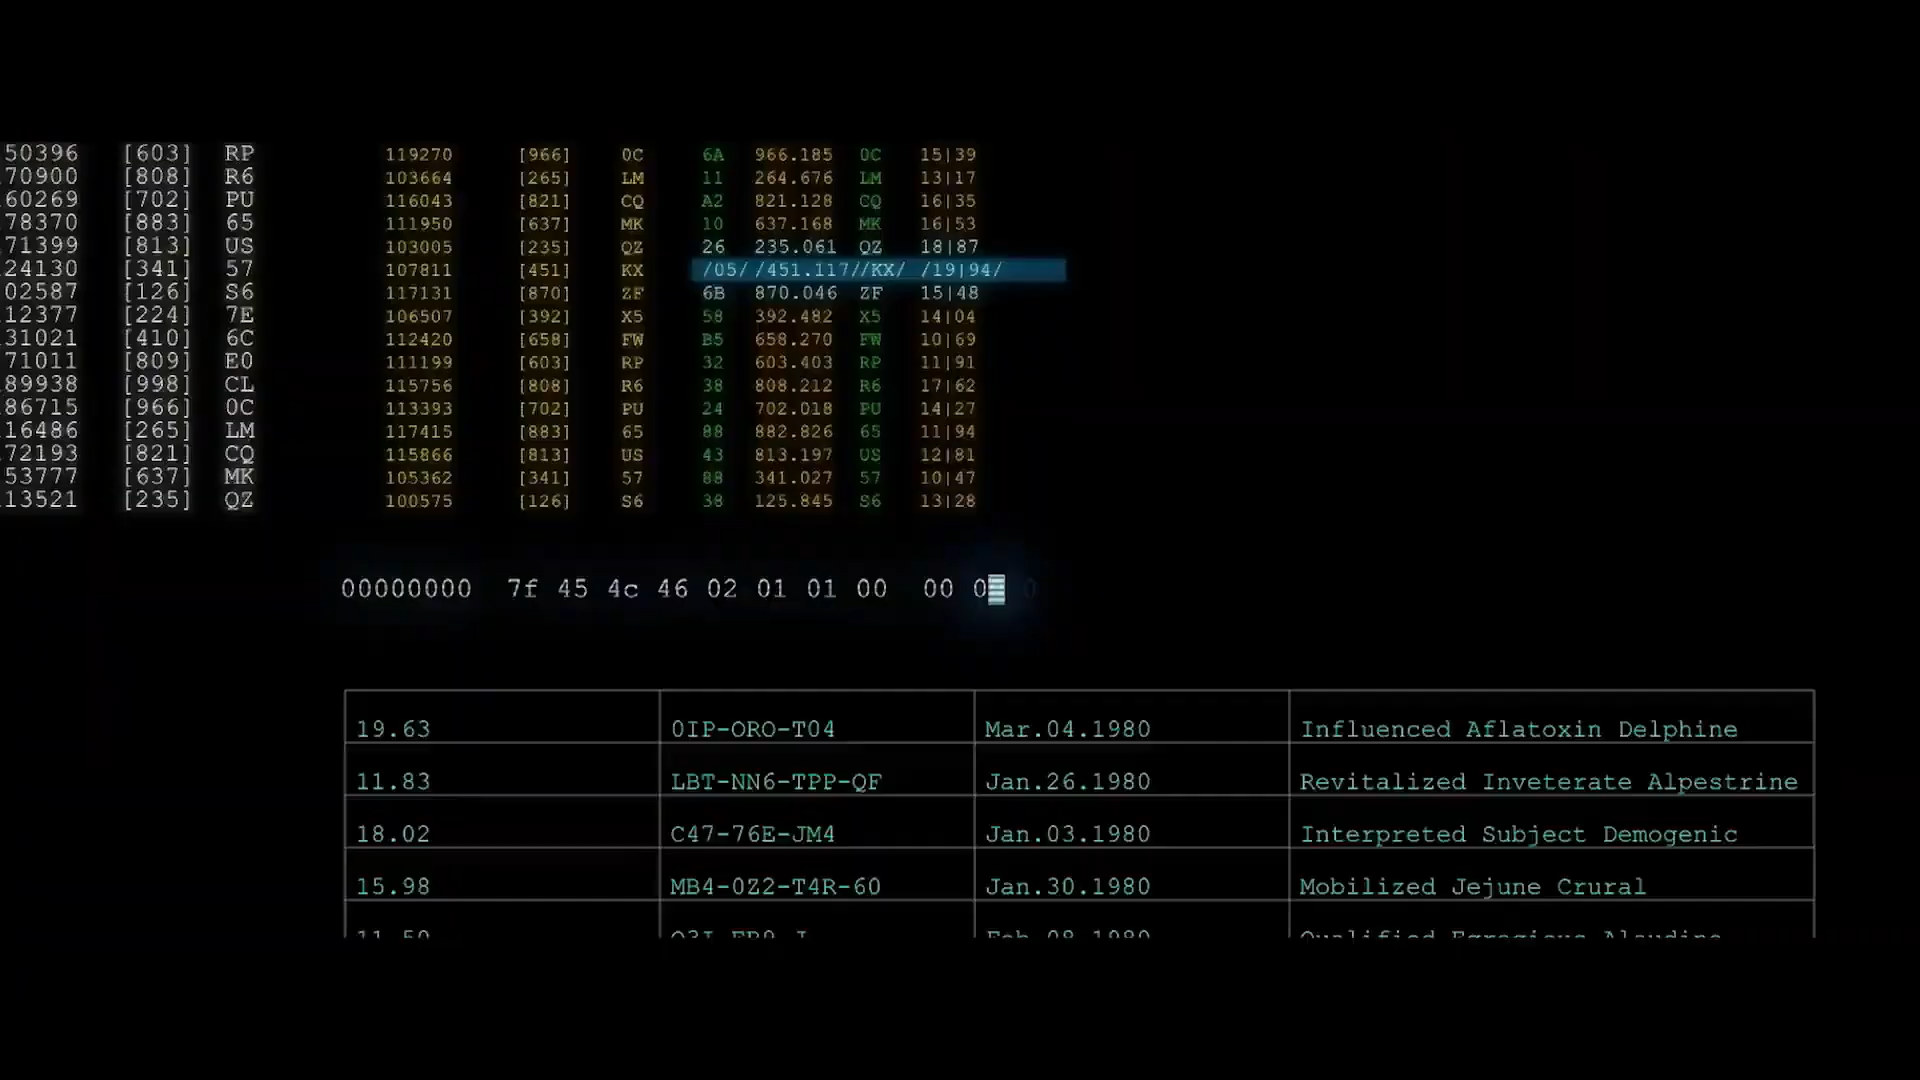 50396 [603] RP 119270 [966] 0C 6A 966.185 0C 15|39
70900 [808] R6 103664 [265] LM 11 264.676 LM 13|17
60269 [702] PU 116043 [821] CQ A2 821.128 CQ 16|35
78370 [883] 65 111950 [637] MK 10 637.168 MK 16|53
71399 [813] US 103005 [235] QZ 26 235.061 QZ 18|87
24130 [341] 57 107811 [451] KX /05/ /451.117//KX/ /19|94/
02587 [126] S6 117131 [870] ZF 6B 870.046 ZF 15|48
12377 [224] 7E 106507 [392] X5 58 392.482 X5 14|04
31021 [410] 6C 112420 [658] FW B5 658.270 FW 10|69
71011 [809] E0 111199 [603] RP 32 603.403 RP 11|91
89938 [998] CL 115756 [808] R6 38 808.212 R6 17|62
86715 [966] 0C 113393 [702] PU 24 702.018 PU 14|27
16486 [265] LM 117415 [883] 65 88 882.826 65 11|94
72193 [821] CQ 115866 [813] US 43 813.197 US 12|81
53777 [637] MK 105362 [341] 57 88 341.027 57 10|47
13521 [235] QZ 100575 [126] S6 38 125.845 S6 13|28
00000000 7f 45 4c 46 02 01 01 00 00 0
19.63 0IP-ORO-T04 Mar.04.1980 Influenced Aflatoxin Delphine
11.83 LBT-NN6-TPP-QF Jan.26.1980 Revitalized Inveterate Alpestrine
18.02 C47-76E-JM4 Jan.03.1980 Interpreted Subject Demogenic
15.98 MB4-0Z2-T4R-60 Jan.30.1980 Mobilized Jejune Crural